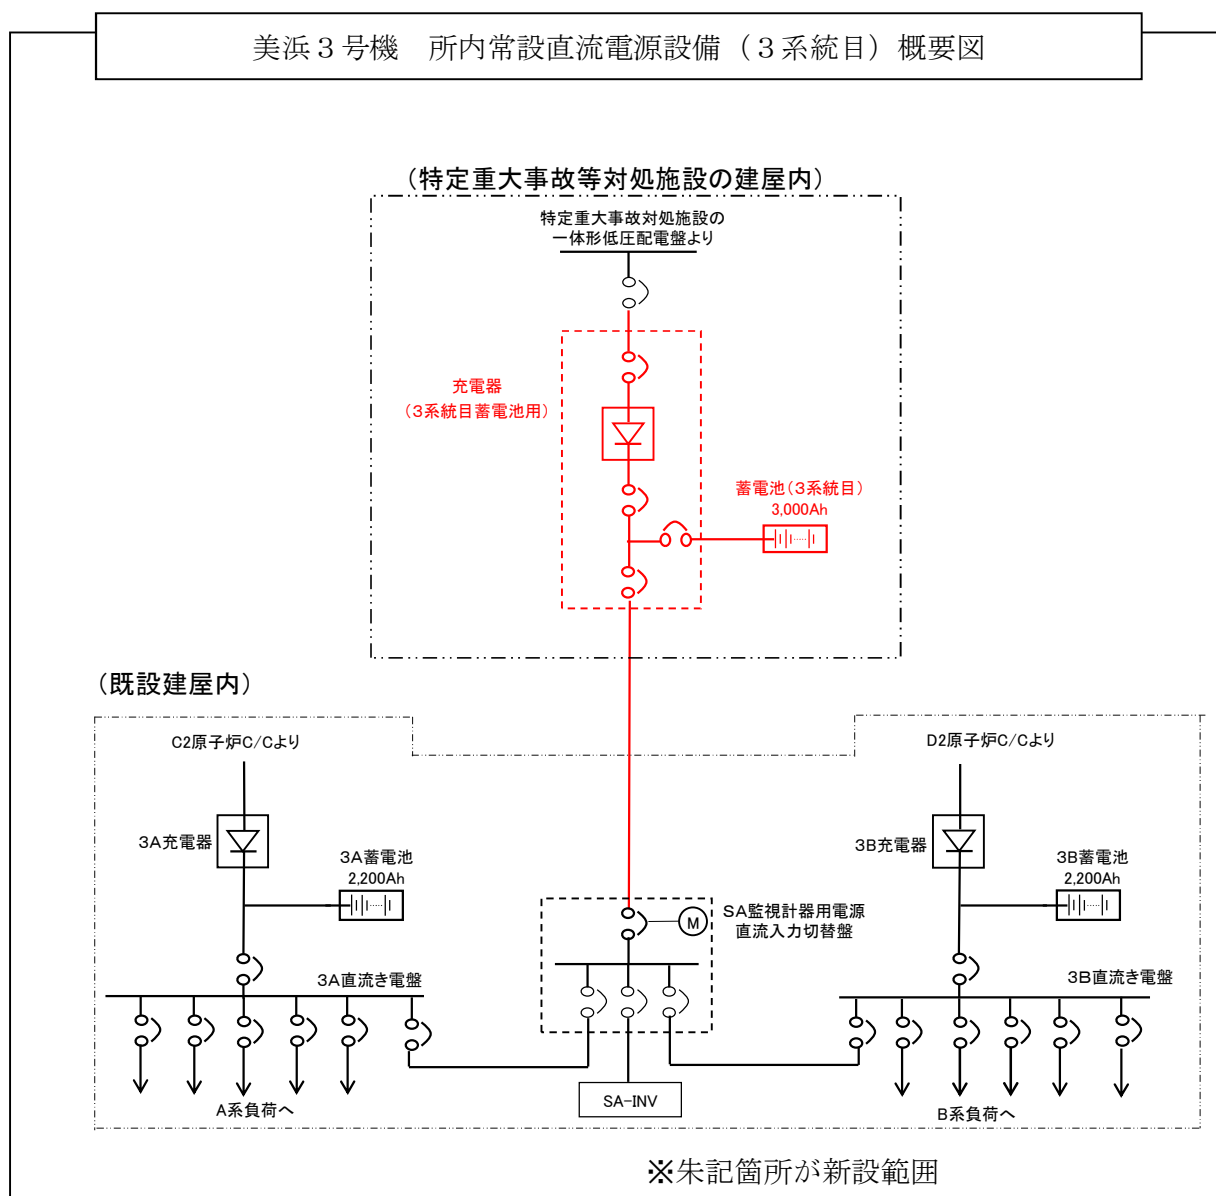 美浜３号機　所内常設直流電源設備（３系統目）概要図
(特定重大事故等対処施設の建屋内)
特定重大事故対処施設の
一体形低圧配電盤より
充電器
(3系統目蓄電池用)
蓄電池(3系統目)
3,000Ah
(既設建屋内)
C2原子炉C/Cより
D2原子炉C/Cより
3A充電器
3A蓄電池
2,200Ah
3B充電器
3B蓄電池
2,200Ah
M
SA監視計器用電源
直流入力切替盤
3A直流き電盤
3B直流き電盤
A系負荷へ
SA-INV
B系負荷へ
※朱記箇所が新設範囲